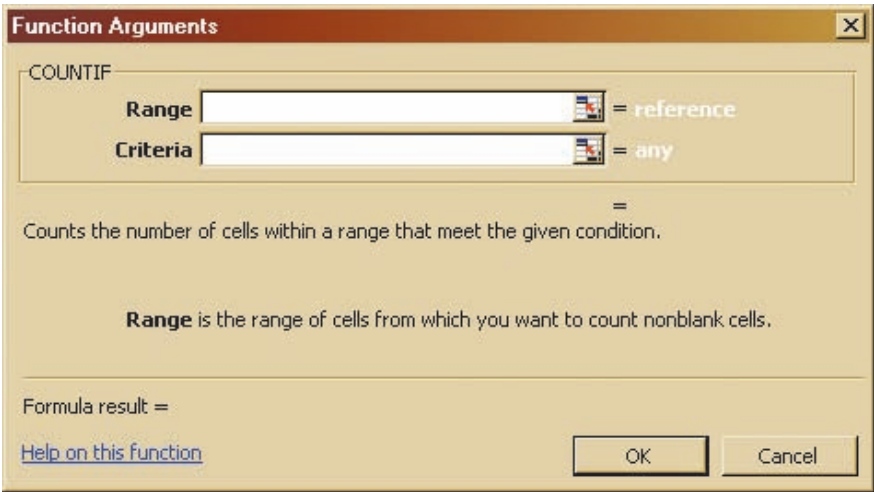 Function Arguments
COUNTIF
Range = reference
Criteria = any
=
Counts the number of cells within a range that meet the given condition.
Range is the range of cells from which you want to count nonblank cells.
Formula result =
Help on this function
OK Cancel